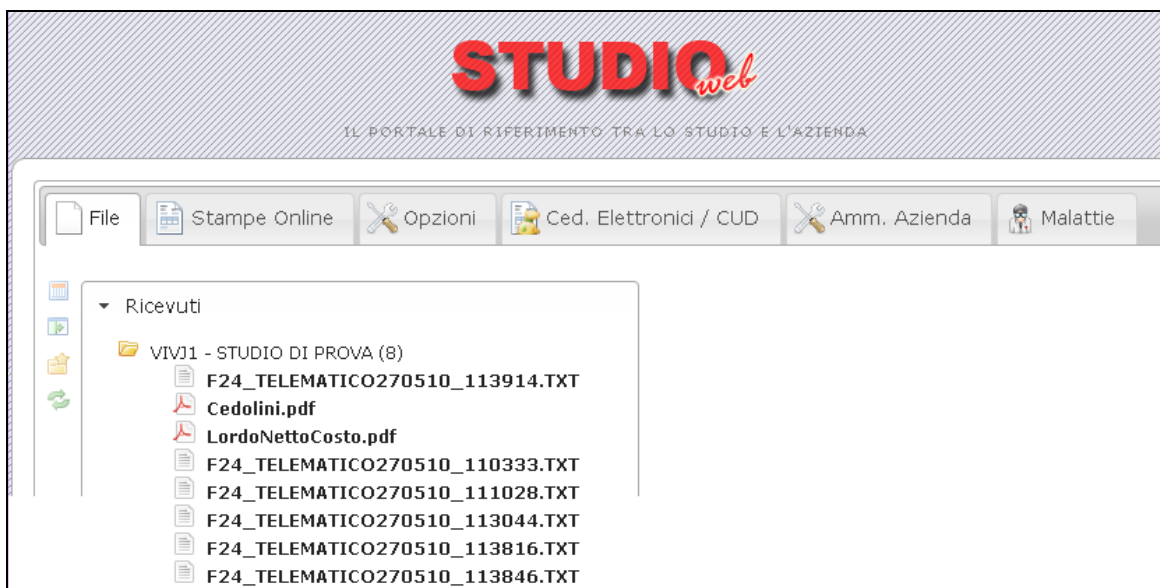 STUDIO web
IL PORTALE DI RIFERIMENTO TRA LO STUDIO E L'AZIENDA
File Stampe Online Opzioni Ced. Elettronici / CUD Amm. Azienda Malattie
Ricevuti
VIVJ1 - STUDIO DI PROVA (8)
F24_TELEMATICO270510_113914.TXT
Cedolini.pdf
LordoNettoCosto.pdf
F24_TELEMATICO270510_110333.TXT
F24_TELEMATICO270510_111028.TXT
F24_TELEMATICO270510_113044.TXT
F24_TELEMATICO270510_113816.TXT
F24_TELEMATICO270510_113846.TXT